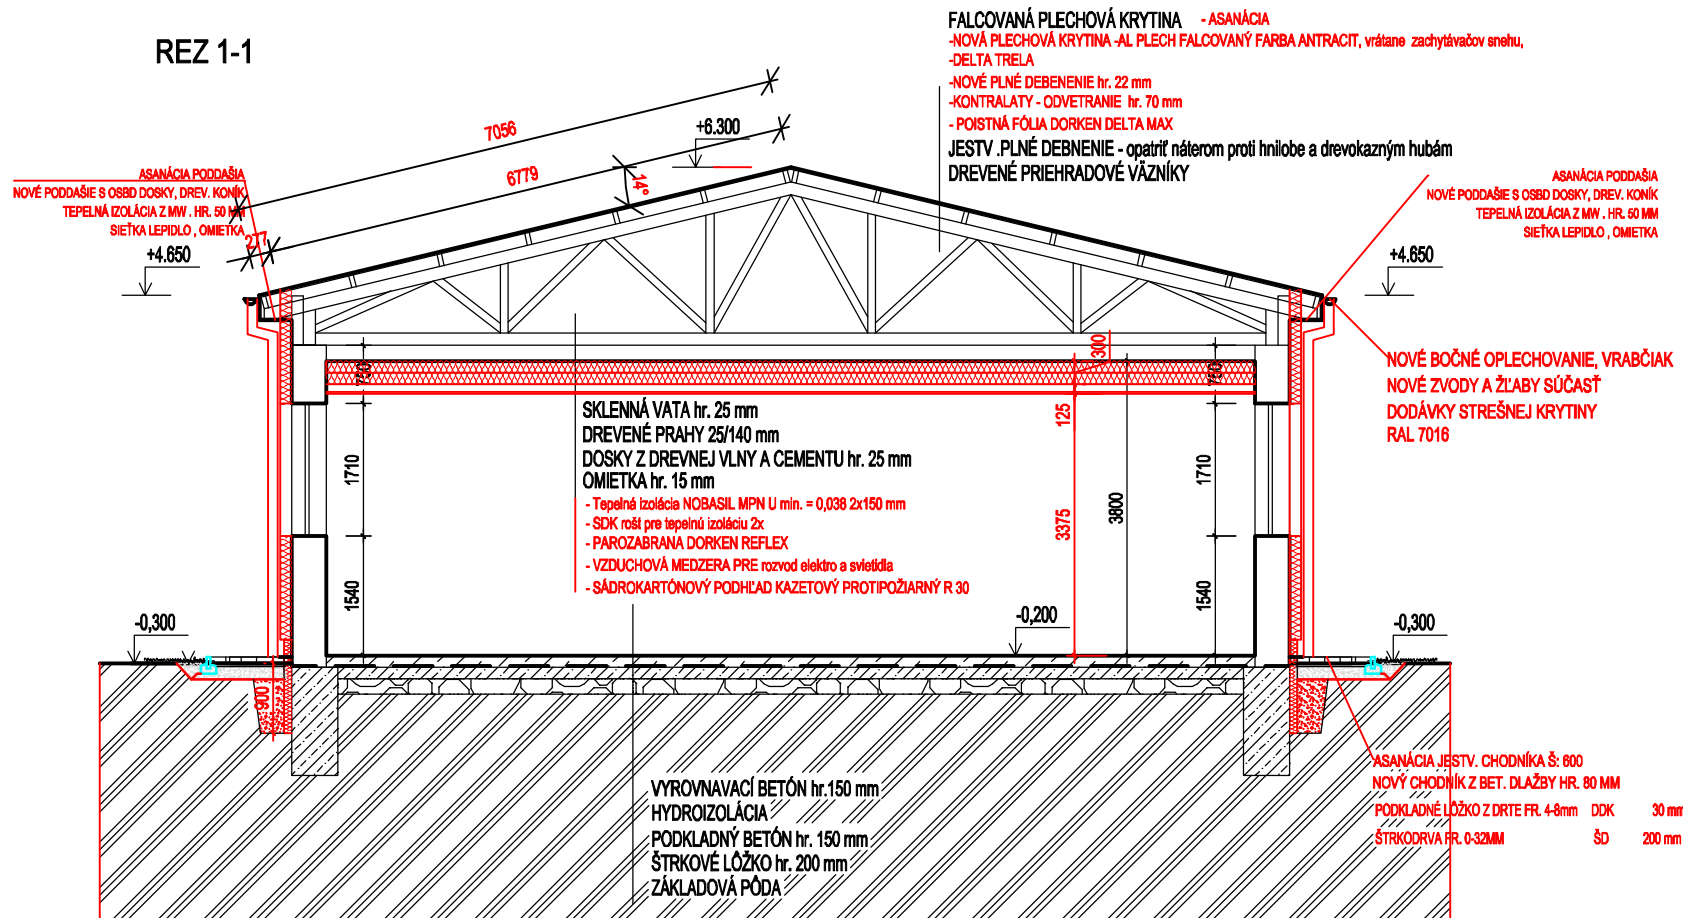 REZ 1-1
FALCOVANÁ PLECHOVÁ KRYTINA - ASANÁCIA
-NOVÁ PLECHOVÁ KRYTINA -AL PLECH FALCOVANÝ FARBA ANTRACIT, vrátane zachytávačov snehu,
-DELTA TRELA
-NOVÉ PLNÉ DEBENENIE hr. 22 mm
-KONTRALATY - ODVETRANIE hr. 70 mm
- POISTNÁ FÓLIA DORKEN DELTA MAX
JESTV .PLNÉ DEBNENIE - opatriť náterom proti hnilobe a drevokazným hubám
DREVENÉ PRIEHRADOVÉ VÄZNÍKY
7056
6779
277
14°
+6.300
ASANÁCIA PODDAŠIA
NOVÉ PODDAŠIE S OSBD DOSKY, DREV. KONÍK
TEPELNÁ IZOLÁCIA Z MW . HR. 50 MM
SIEŤKA LEPIDLO , OMIETKA
+4.650
ASANÁCIA PODDAŠIA
NOVÉ PODDAŠIE S OSBD DOSKY, DREV. KONÍK
TEPELNÁ IZOLÁCIA Z MW . HR. 50 MM
SIEŤKA LEPIDLO , OMIETKA
+4.650
NOVÉ BOČNÉ OPLECHOVANIE, VRABČIAK
NOVÉ ZVODY A ŽĽABY SÚČASŤ
DODÁVKY STREŠNEJ KRYTINY
RAL 7016
750
300
750
SKLENNÁ VATA hr. 25 mm
DREVENÉ PRAHY 25/140 mm
DOSKY Z DREVNEJ VLNY A CEMENTU hr. 25 mm
OMIETKA hr. 15 mm
- Tepelná izolácia NOBASIL MPN U min. = 0,038 2x150 mm
- SDK rošt pre tepelnú izoláciu 2x
- PAROZABRANA DORKEN REFLEX
- VZDUCHOVÁ MEDZERA PRE rozvod elektro a svietidla
- SÁDROKARTÓNOVÝ PODHĽAD KAZETOVÝ PROTIPOŽIARNÝ R 30
1710
1540
125
3375
3800
1710
1540
-0,300
-0,200
-0,300
900
VYROVNAVACÍ BETÓN hr.150 mm
HYDROIZOLÁCIA
PODKLADNÝ BETÓN hr. 150 mm
ŠTRKOVÉ LÔŽKO hr. 200 mm
ZÁKLADOVÁ PÔDA
ASANÁCIA JESTV. CHODNÍKA Š: 600
NOVÝ CHODNÍK Z BET. DLAŽBY HR. 80 MM
PODKLADNÉ LÔŽKO Z DRTE FR. 4-8mm DDK 30 mm
ŠTRKODRVA FR. 0-32MM ŠD 200 mm